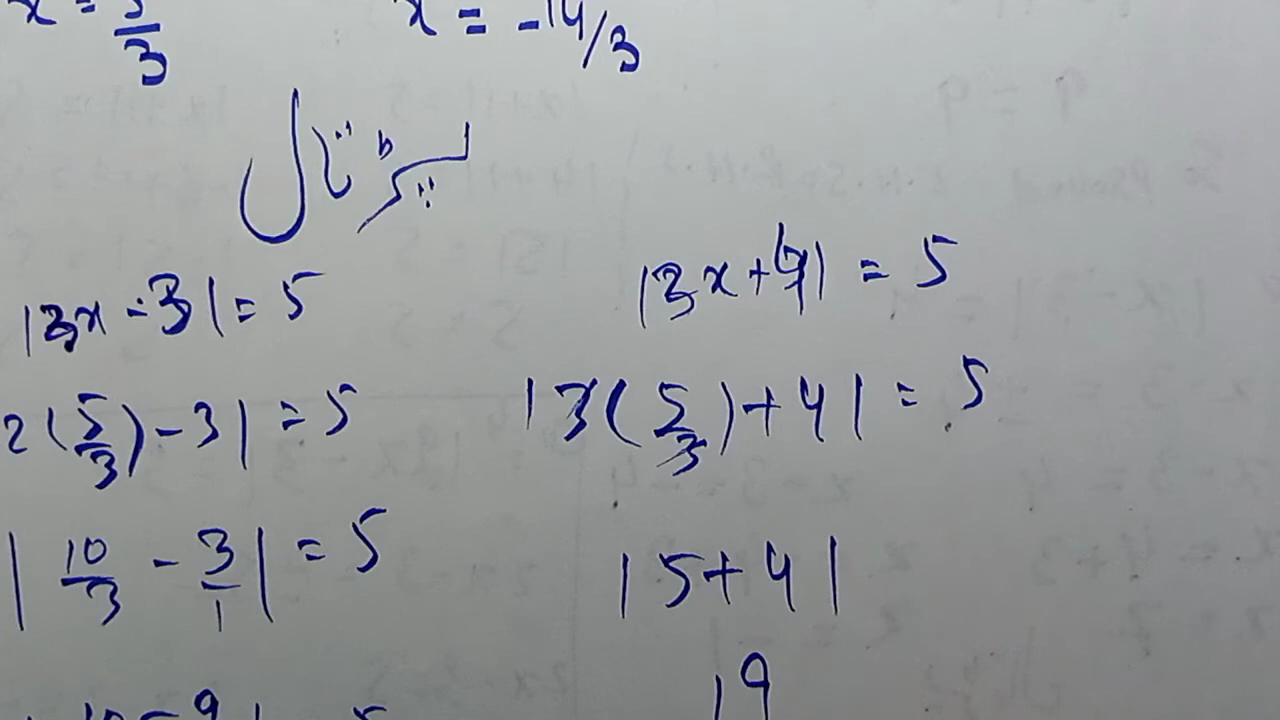 x = 5/3 x = -14/3
پڑتال
|3x - 3| = 5 |3x + 4| = 5
2(5/3) - 3| = 5 |3(5/3) + 4| = 5
|10/3 - 3/1| = 5 |5 + 4|
|9